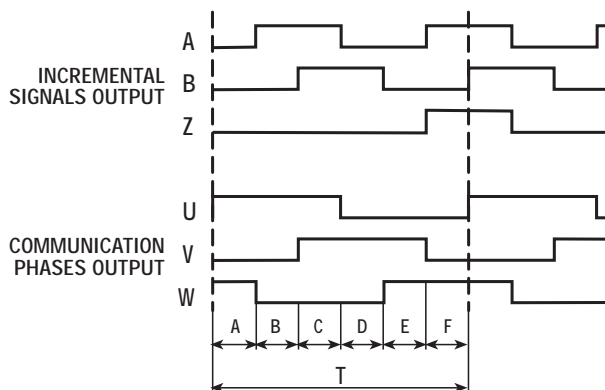 A
INCREMENTAL
SIGNALS OUTPUT
B
Z
U
COMMUNICATION
PHASES OUTPUT
V
W
A B C D E F
T